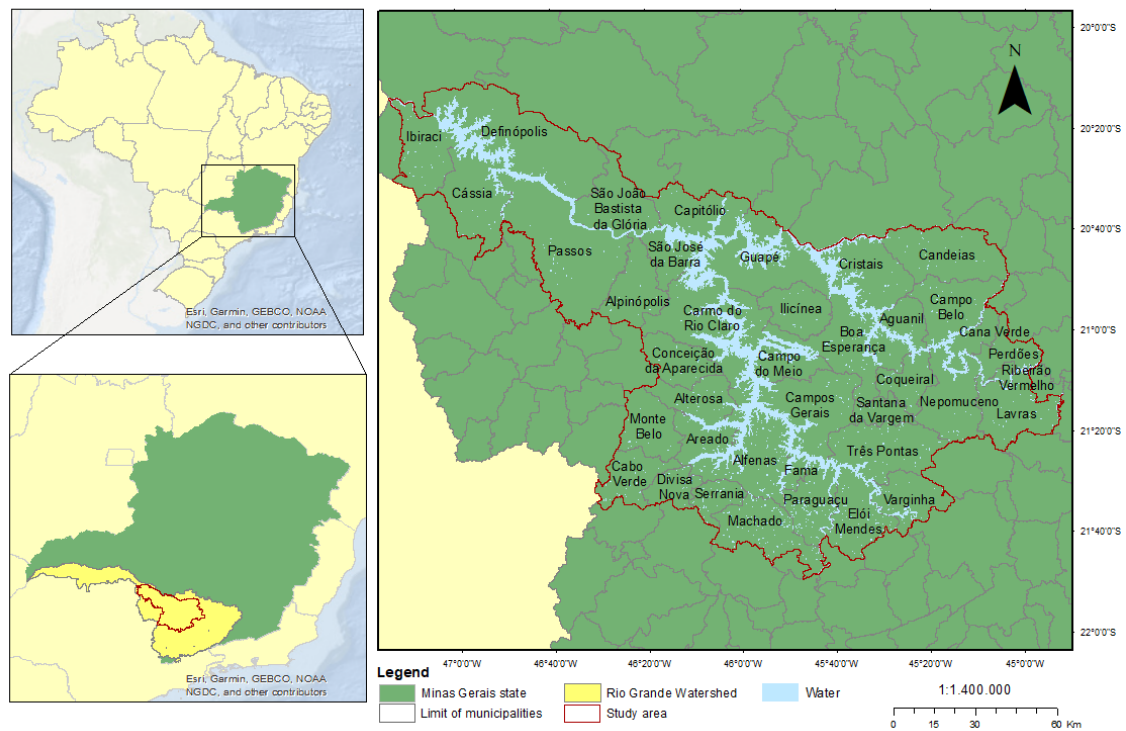 Esri, Garmin, GEBCO, NOAA
NGDC, and other contributors
Esri, Garmin, GEBCO, NOAA
NGDC, and other contributors
N
20°0'0"S
20°20'0"S
20°40'0"S
21°0'0"S
21°20'0"S
21°40'0"S
22°0'0"S
Ibiraci
Definópolis
Cássia
São João
Bastista
da Glória
Capitólio
Passos
São José
da Barra
Guapé
Cristais
Candeias
Alpinópolis
Carmo do
Rio Claro
Ilicínea
Campo
Belo
Aguanil
Boa
Esperança
Cana Verde
Conceição
da Aparecida
Campo
do Meio
Perdões
Ribeirão
Vermelho
Coqueiral
Alterosa
Campos
Gerais
Santana
da Vargem
Nepomuceno
Lavras
Monte
Belo
Areado
Três Pontas
Alfenas
Fama
Cabo
Verde
Divisa
Nova
Serrania
Paraguaçu
Varginha
Elói
Mendes
Machado
47°0'0"W
46°40'0"W
46°20'0"W
46°0'0"W
45°40'0"W
45°20'0"W
45°0'0"W
Legend
Minas Gerais state
Rio Grande Watershed
Water
Limit of municipalities
Study area
1:1.400.000
0 15 30 60 Km